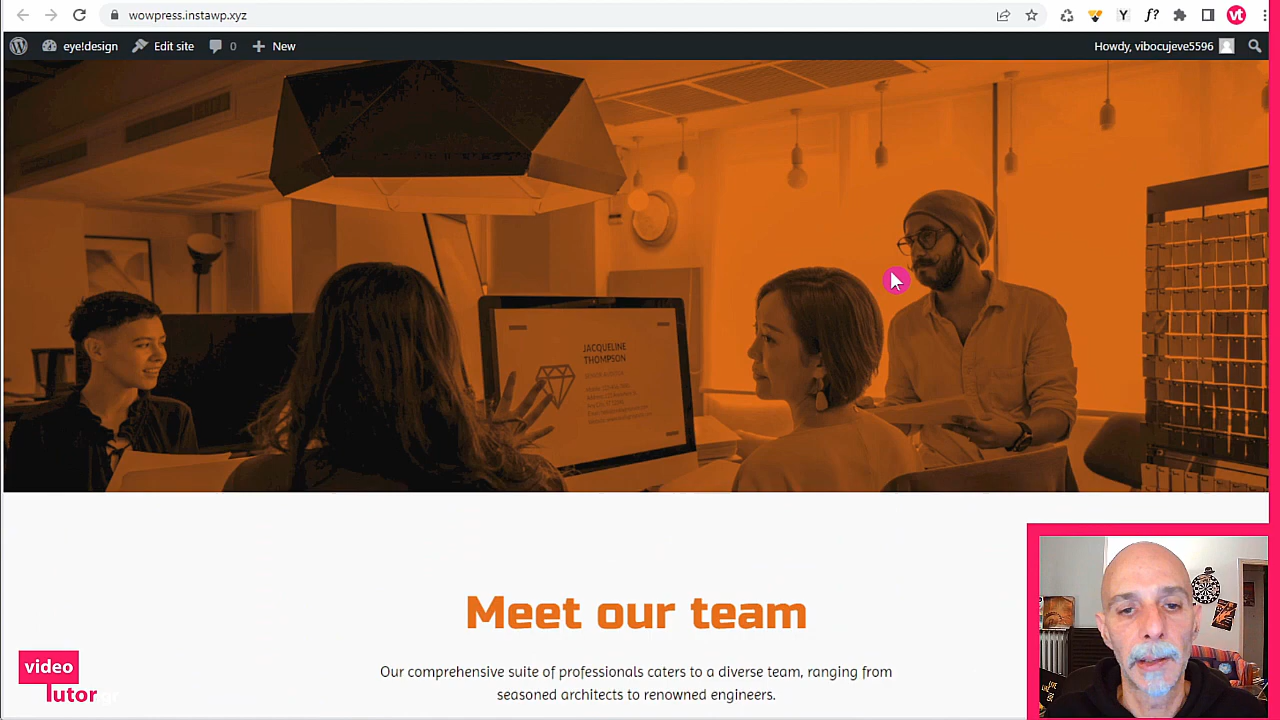 wowpress.instawp.xyz
eye!design Edit site 0 New Howdy, vibocujeve5596
JACQUELINE
THOMPSON
Meet our team
Our comprehensive suite of professionals caters to a diverse team, ranging from
seasoned architects to renowned engineers.
video
Tutor.gr